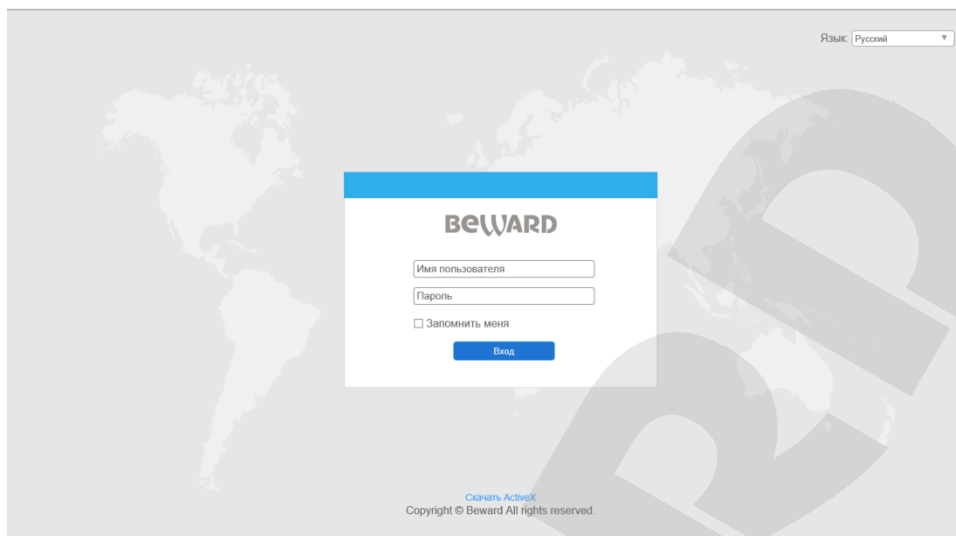 Язык: Русский
BEWARD
Имя пользователя
Пароль
Запомнить меня
Вход
Скачать ActiveX
Copyright © Beward All rights reserved.